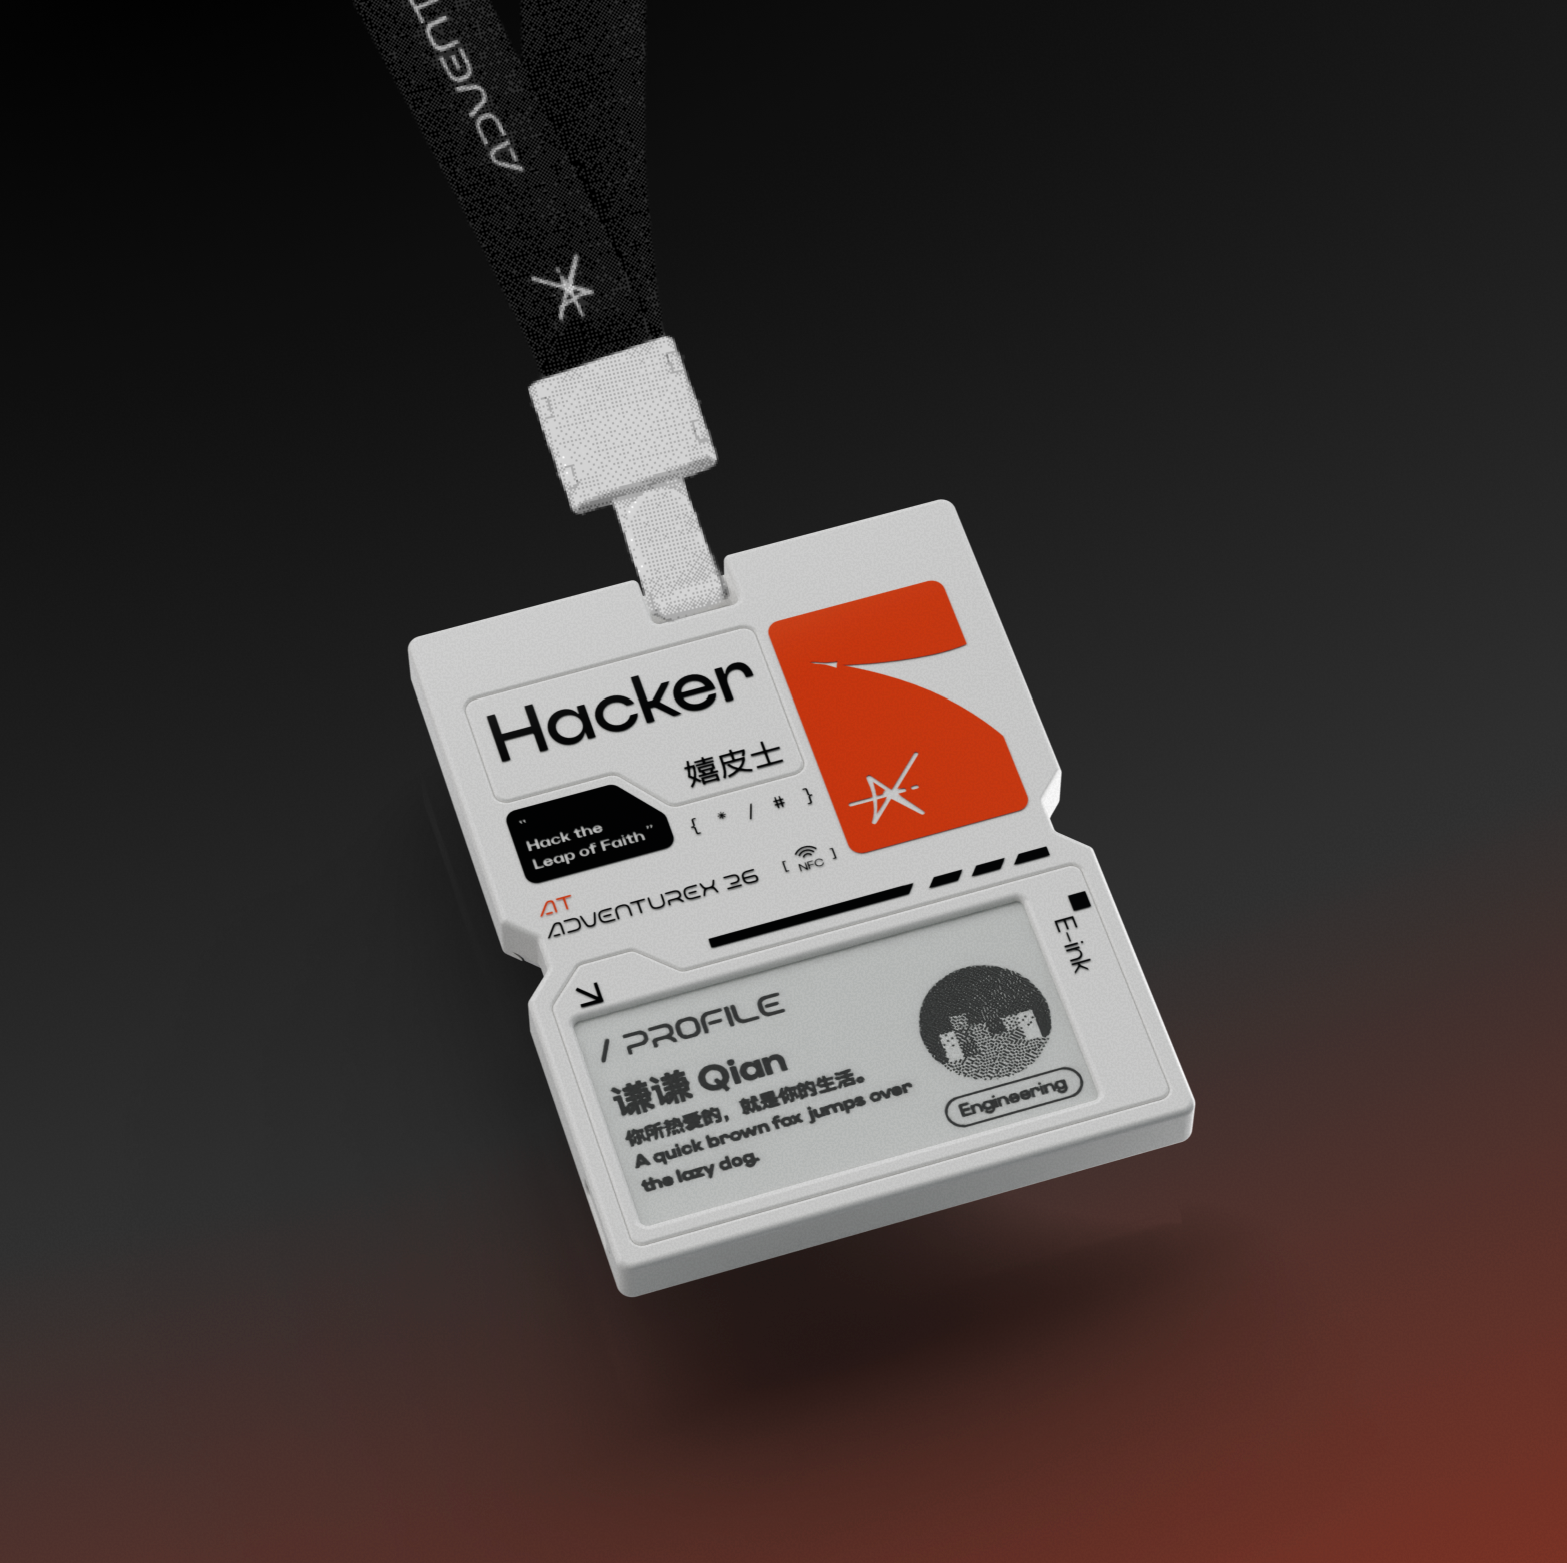 ADVENT
Hacker
嬉皮士
"
Hack the
Leap of Faith"
{ * / # }
[ NFC ]
AT
ADVENTUREX 26
E-ink
/ PROFILE
谦谦 Qian
你所热爱的，就是你的生活。
A quick brown fox jumps over
the lazy dog.
Engineering